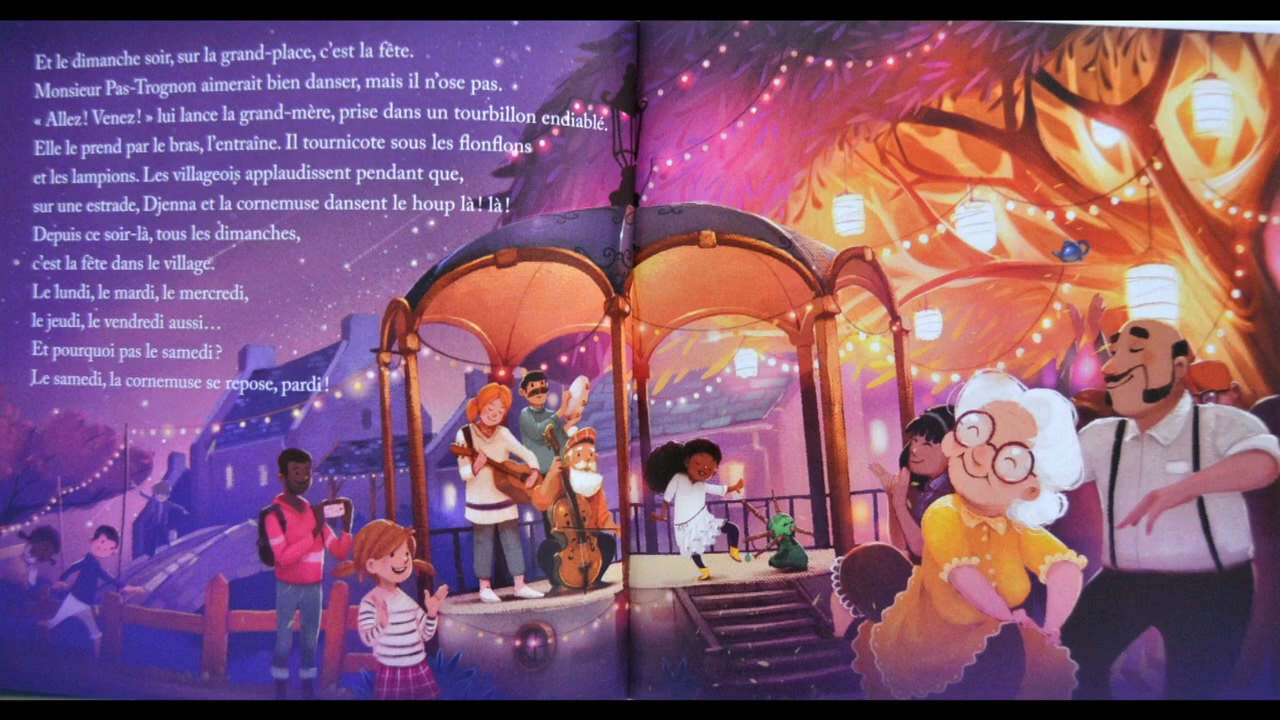 Et le dimanche soir, sur la grand-place, c'est la fête.
Monsieur Pas-Trognon aimerait bien danser, mais il n'ose pas.
« Allez ! Venez ! » lui lance la grand-mère, prise dans un tourbillon endiablé.
Elle le prend par le bras, l'entraîne. Il tournicote sous les flonflons
et les lampions. Les villageois applaudissent pendant que,
sur une estrade, Djenna et la cornemuse dansent le houp là ! là !
Depuis ce soir-là, tous les dimanches,
c'est la fête dans le village.
Le lundi, le mardi, le mercredi,
le jeudi, le vendredi aussi…
Et pourquoi pas le samedi ?
Le samedi, la cornemuse se repose, pardi !